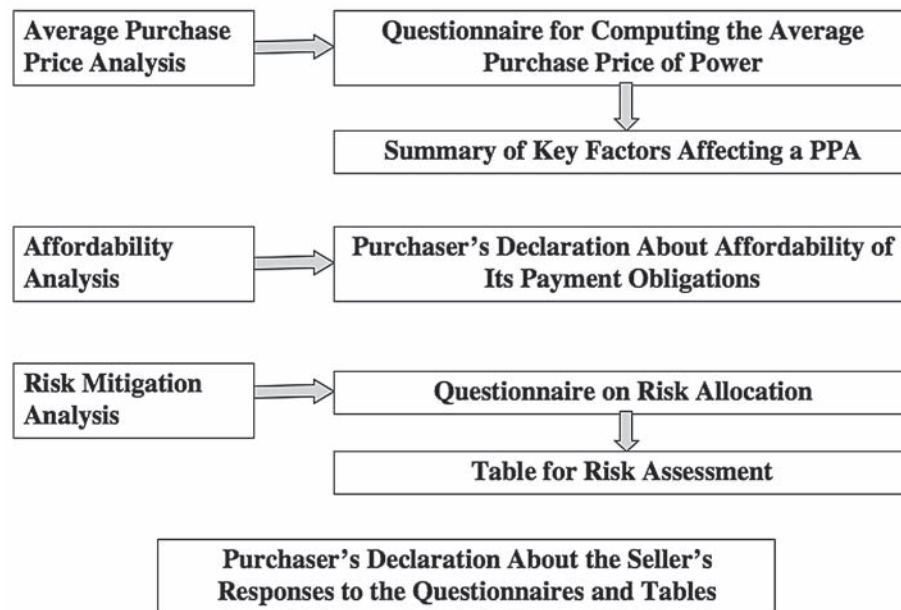 Average Purchase
Price Analysis
Questionnaire for Computing the Average
Purchase Price of Power
Summary of Key Factors Affecting a PPA
Affordability
Analysis
Purchaser's Declaration About Affordability of
Its Payment Obligations
Risk Mitigation
Analysis
Questionnaire on Risk Allocation
Table for Risk Assessment
Purchaser's Declaration About the Seller's
Responses to the Questionnaires and Tables